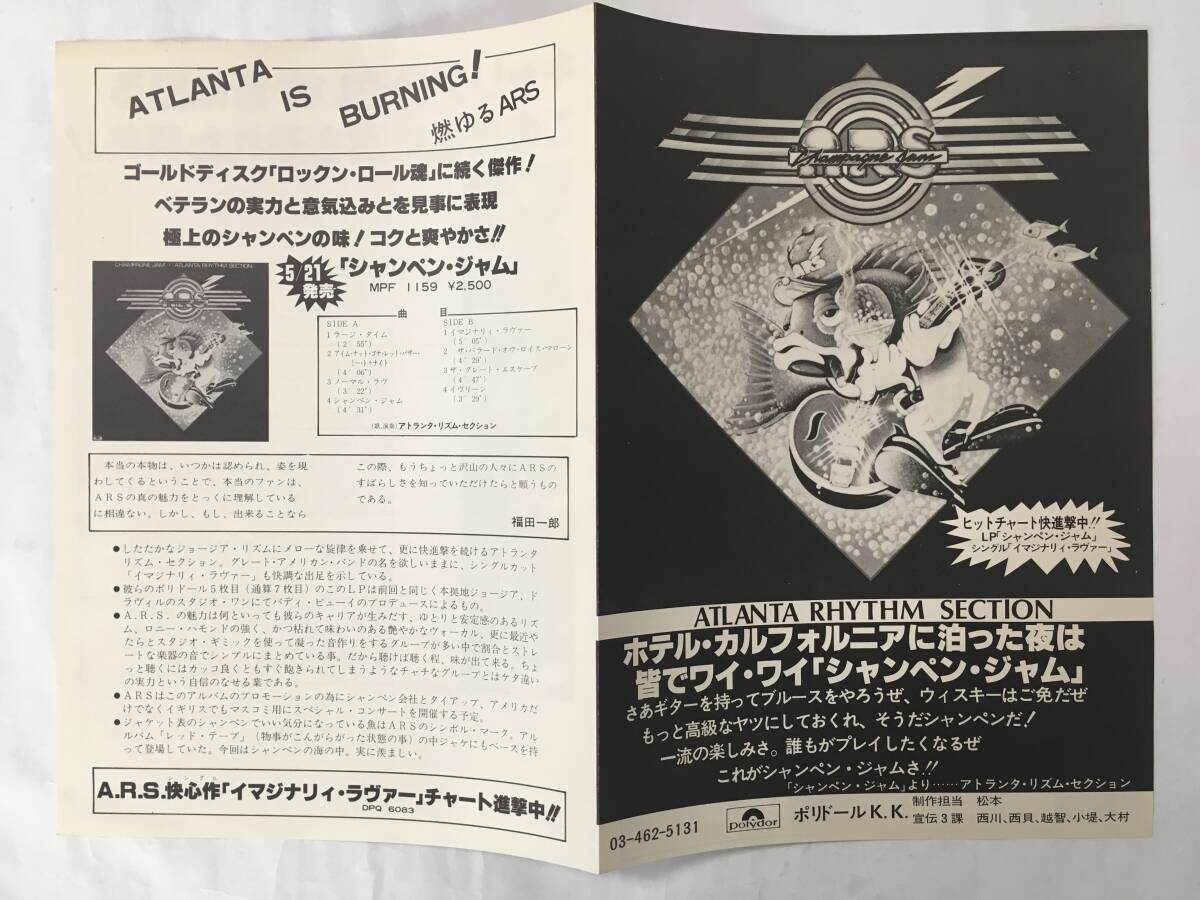 ATLANTA IS BURNING!
燃ゆるARS
ゴールドディスク「ロックン・ロール魂」に続く傑作!
ベテランの実力と意気込みとを見事に表現
極上のシャンペンの味!コクと爽やかさ!!
5/21発売
「シャンペン・ジャム」
MPF 1159 ¥2,500
CHAMPAGNE JAM・ATLANTA RHYTHM SECTION
曲目
SIDE A
1 ラージ・タイム
(2′55″)
2 アイム・ナット・ゴナ・レット・バザー・
ミー・トゥナイト
(4′06″)
3 ノーマル・ラヴ
(3′22″)
4 シャンペン・ジャム
(4′31″)
SIDE B
1 イマジナリィ・ラヴァー
(5′05″)
2 ザ・バラード・オヴ・ロイス・マローン
(4′29″)
3 ザ・グレート・エスケープ
(4′47″)
4 イヴリーン
(3′29″)
(歌、演奏)アトランタ・リズム・セクション
本当の本物は、いつかは認められ、姿を現
わしてくるということで、本当のファンは、
ARSの真の魅力をとっくに理解している
に相違ない。しかし、もし、出来ることなら
この際、もうちょっと沢山の人々にARSの
すばらしさを知っていただけたらと願うもの
である。
福田一郎
●したたかなジョージア・リズムにメローな旋律を乗せて、更に快進撃を続けるアトランタ
リズム・セクション。グレート・アメリカン・バンドの名を欲しいままに、シングルカット
「イマジナリィ・ラヴァー」も快調な出足を示している。
●彼らのポリドール5枚目(通算7枚目)のこのLPは前回と同じく本拠地ジョージア、ド
ラヴィルのスタジオ・ワンにてバディ・ビューイのプロデュースによるもの。
●A.R.S.の魅力は何といっても彼らのキャリアが生みだす、ゆとりと安定感のあるリズ
ム、ロニー・ハモンドの強く、かつ枯れて味わいのある艶やかなヴォーカル、更に最近や
たらとスタジオ・ギミックを使って凝った音作りをするグループが多い中で割合とストレ
ートな楽器の音でシンプルにまとめている事。だから聴けば聴く程、味が出て来る。ちょ
っと聴くにはカッコ良くともすぐ飽きられてしまうようなチャチなグループとはケタ違い
の実力という自信のなせる業である。
●ARSはこのアルバムのプロモーションの為にシャンペン会社とタイアップ、アメリカだ
けでなくイギリスでもマスコミ用にスペシャル・コンサートを開催する予定。
●ジャケット表のシャンペンでいい気分になっている魚はARSのシンボル・マーク。アル
バルム「レッド・テープ」(物事がこんがらがった状態の事)の中ジャケにもベースを持
って登場していた。今回はシャンペンの海の中。実に羨ましい。
シングル
A.R.S.快心作「イマジナリィ・ラヴァー」チャート進撃中!!
DPQ 6083
ARS
Champagne Jam
ヒットチャート快進撃中!!
LP「シャンペン・ジャム」
シングル「イマジナリィ・ラヴァー」
ATLANTA RHYTHM SECTION
ホテル・カルフォルニアに泊った夜は
皆でワイ・ワイ「シャンペン・ジャム」
さあギターを持ってブルースをやろうぜ、ウィスキーはご免だぜ
もっと高級なヤツにしておくれ、そうだシャンペンだ!
一流の楽しみさ。誰もがプレイしたくなるぜ
これがシャンペン・ジャムさ!!
「シャンペン・ジャム」より……アトランタ・リズム・セクション
03-462-5131
polydor
ポリドールK.K.
制作担当 松本
宣伝3課 西川、西貝、越智、小堤、大村